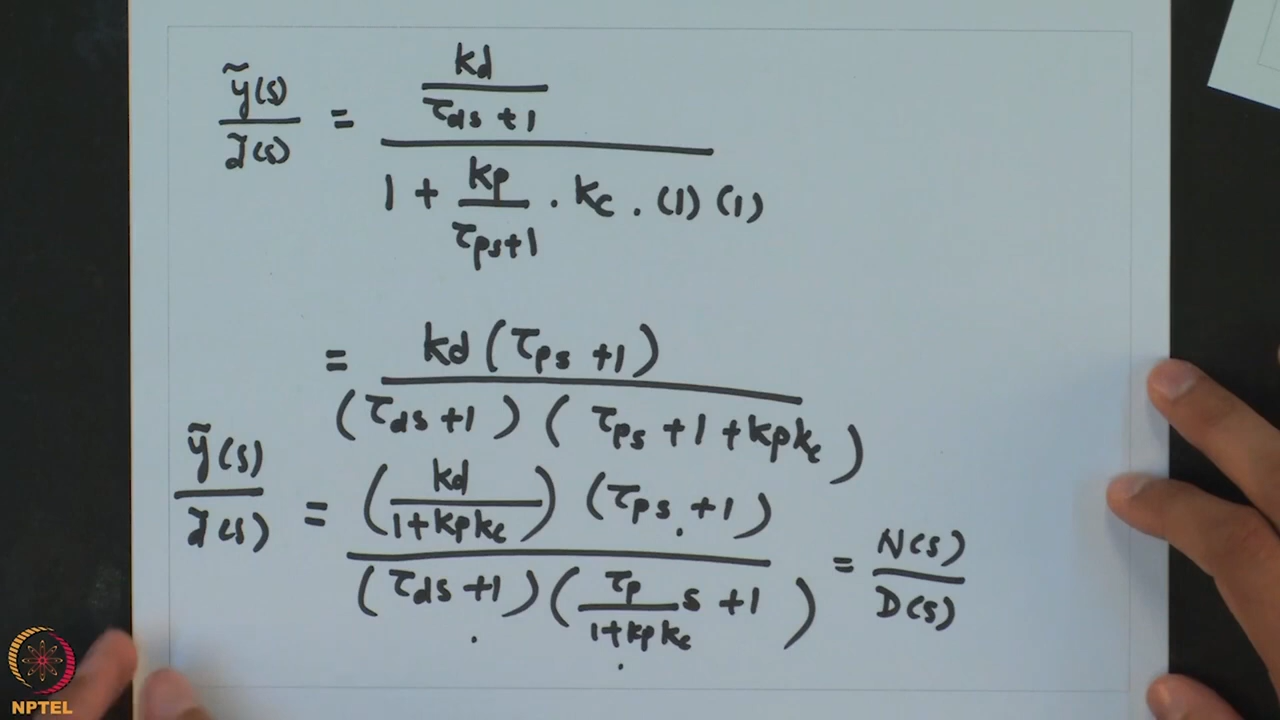 ỹ(s)/d̃(s) = (kd/(τds + 1)) / (1 + kp/(τps+1) · kc · (1) (1))
= kd (τps + 1) / ((τds + 1) (τps + 1 + kpkc))
ỹ(s)/d̃(s) = (kd/(1+kpkc)) (τps + 1) / ((τds + 1) (τp/(1+kpkc) s + 1)) = N(s)/D(s)
NPTEL